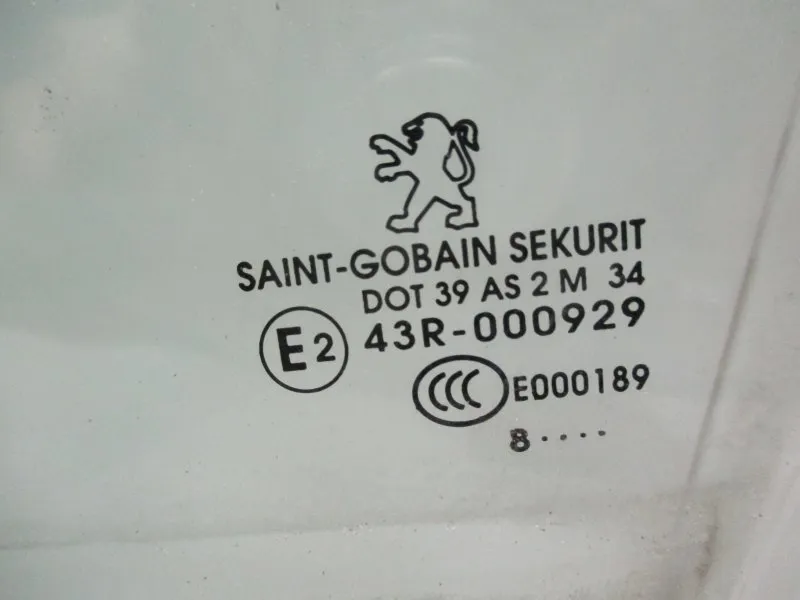 SAINT-GOBAIN SEKURIT
DOT 39 AS 2 M 34
E2 43R-000929
CCC E000189
8....